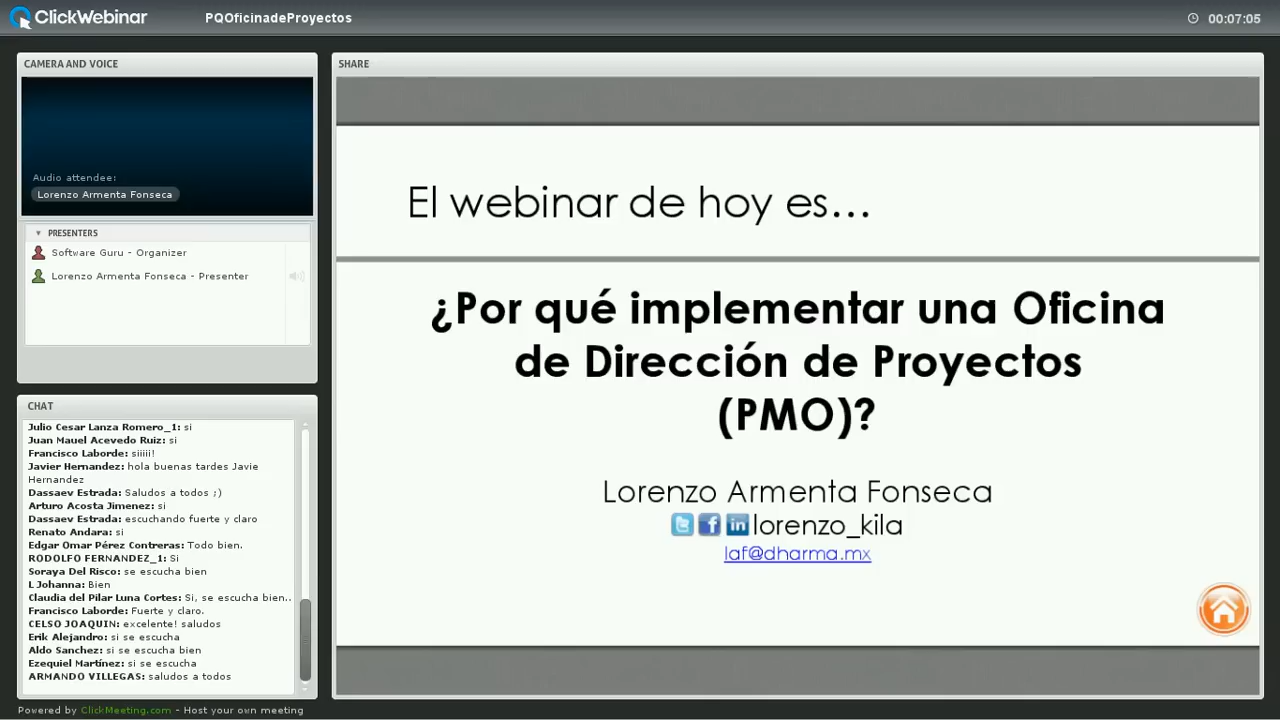 ClickWebinar
PQOficinadeProyectos
00:07:05
CAMERA AND VOICE
Audio attendee:
Lorenzo Armenta Fonseca
PRESENTERS
Software Guru - Organizer
Lorenzo Armenta Fonseca - Presenter
CHAT
Julio Cesar Lanza Romero_1: si
Juan Mauel Acevedo Ruiz: si
Francisco Laborde: siiiii!
Javier Hernandez: hola buenas tardes Javie
Hernandez
Dassaev Estrada: Saludos a todos ;)
Arturo Acosta Jimenez: si
Dassaev Estrada: escuchando fuerte y claro
Renato Andara: si
Edgar Omar Pérez Contreras: Todo bien.
RODOLFO FERNANDEZ_1: Si
Soraya Del Risco: se escucha bien
L Johanna: Bien
Claudia del Pilar Luna Cortes: Si, se escucha bien..
Francisco Laborde: Fuerte y claro.
CELSO JOAQUIN: excelente! saludos
Erik Alejandro: si se escucha
Aldo Sanchez: si se escucha bien
Ezequiel Martínez: si se escucha
ARMANDO VILLEGAS: saludos a todos
SHARE
El webinar de hoy es...
¿Por qué implementar una Oficina
de Dirección de Proyectos
(PMO)?
Lorenzo Armenta Fonseca
lorenzo_kila
laf@dharma.mx
Powered by ClickMeeting.com - Host your own meeting